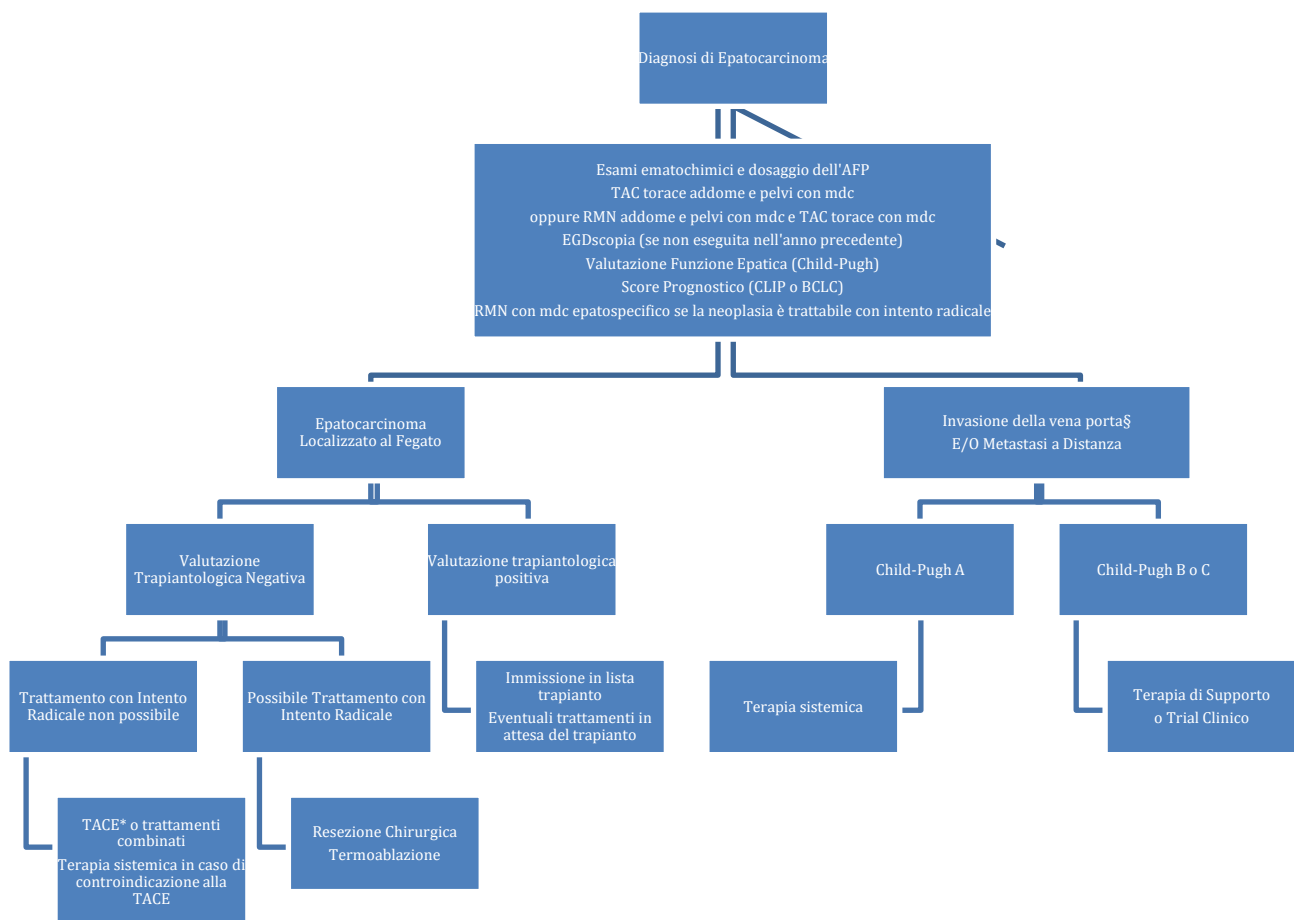 Diagnosi di Epatocarcinoma
Esami ematochimici e dosaggio dell'AFP
TAC torace addome e pelvi con mdc
oppure RMN addome e pelvi con mdc e TAC torace con mdc
EGDscopia (se non eseguita nell'anno precedente)
Valutazione Funzione Epatica (Child-Pugh)
Score Prognostico (CLIP o BCLC)
RMN con mdc epatospecifico se la neoplasia è trattabile con intento radicale
Epatocarcinoma
Localizzato al Fegato
Invasione della vena porta§
E/O Metastasi a Distanza
Valutazione
Trapiantologica Negativa
Valutazione trapiantologica
positiva
Child-Pugh A
Child-Pugh B o C
Trattamento con Intento
Radicale non possibile
Possibile Trattamento con
Intento Radicale
Immissione in lista
trapianto
Eventuali trattamenti in
attesa del trapianto
Terapia sistemica
Terapia di Supporto
o Trial Clinico
TACE* o trattamenti
combinati
Terapia sistemica in caso di
controindicazione alla
TACE
Resezione Chirurgica
Termoablazione